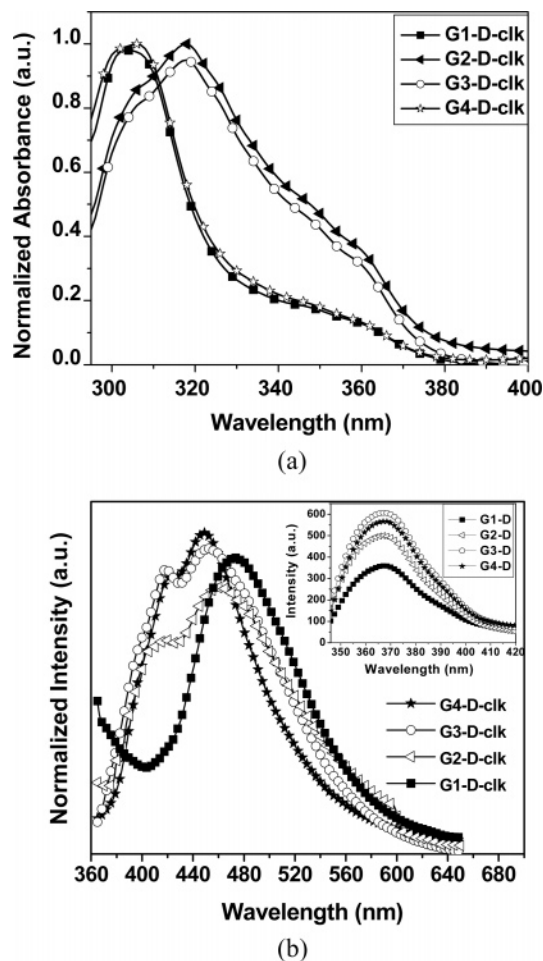 G1-D-clk
G2-D-clk
G3-D-clk
G4-D-clk
1.0
0.8
0.6
0.4
0.2
0.0
Normalized Absorbance (a.u.)
300 320 340 360 380 400
Wavelength (nm)
(a)
600
500
400
300
200
100
0
Intensity (a.u.)
G1-D
G2-D
G3-D
G4-D
350 360 370 380 390 400 410 420
Wavelength (nm)
G4-D-clk
G3-D-clk
G2-D-clk
G1-D-clk
Normalized Intensity (a.u.)
360 400 440 480 520 560 600 640 680
Wavelength (nm)
(b)